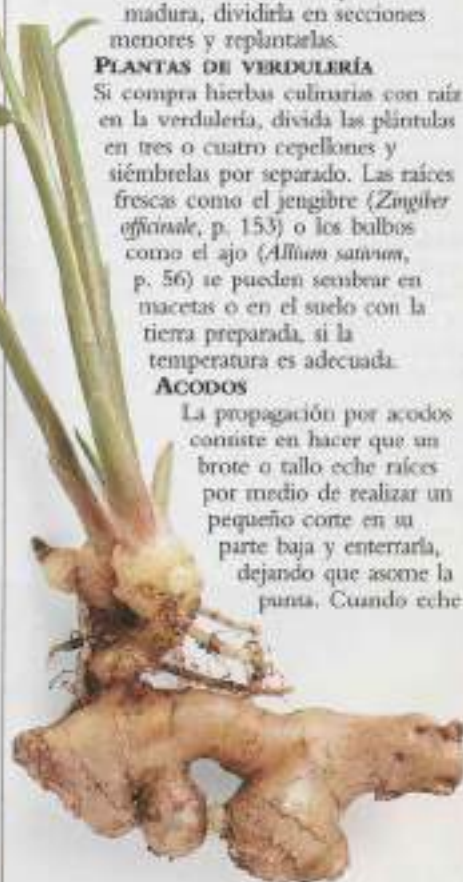 madura, dividirla en secciones
menores y replantarlas.
PLANTAS DE VERDULERÍA
Si compra hierbas culinarias con raíz
en la verdulería, divida las plántulas
en tres o cuatro cepellones y
siémbrelas por separado. Las raíces
frescas como el jengibre (Zingiber
officinale, p. 153) o los bulbos
como el ajo (Allium sativum,
p. 56) se pueden sembrar en
macetas o en el suelo con la
tierra preparada, si la
temperatura es adecuada.
ACODOS
La propagación por acodos
consiste en hacer que un
brote o tallo eche raíces
por medio de realizar un
pequeño corte en su
parte baja y enterrarla,
dejando que asome la
punta. Cuando eche